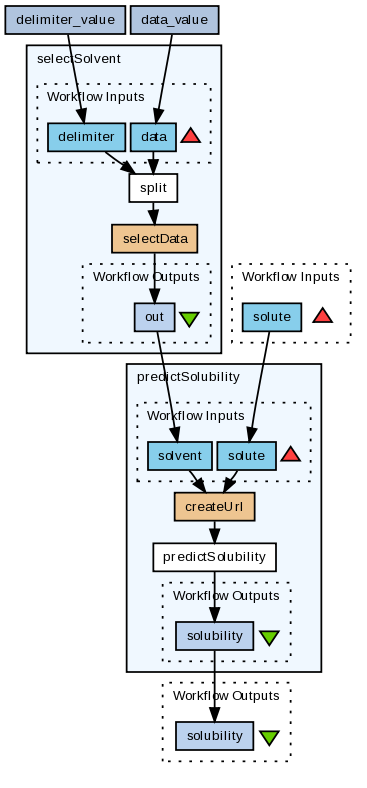 delimiter_value
data_value
selectSolvent
Workflow Inputs
delimiter
data
split
selectData
Workflow Outputs
out
Workflow Inputs
solute
predictSolubility
Workflow Inputs
solvent
solute
createUrl
predictSolubility
Workflow Outputs
solubility
Workflow Outputs
solubility